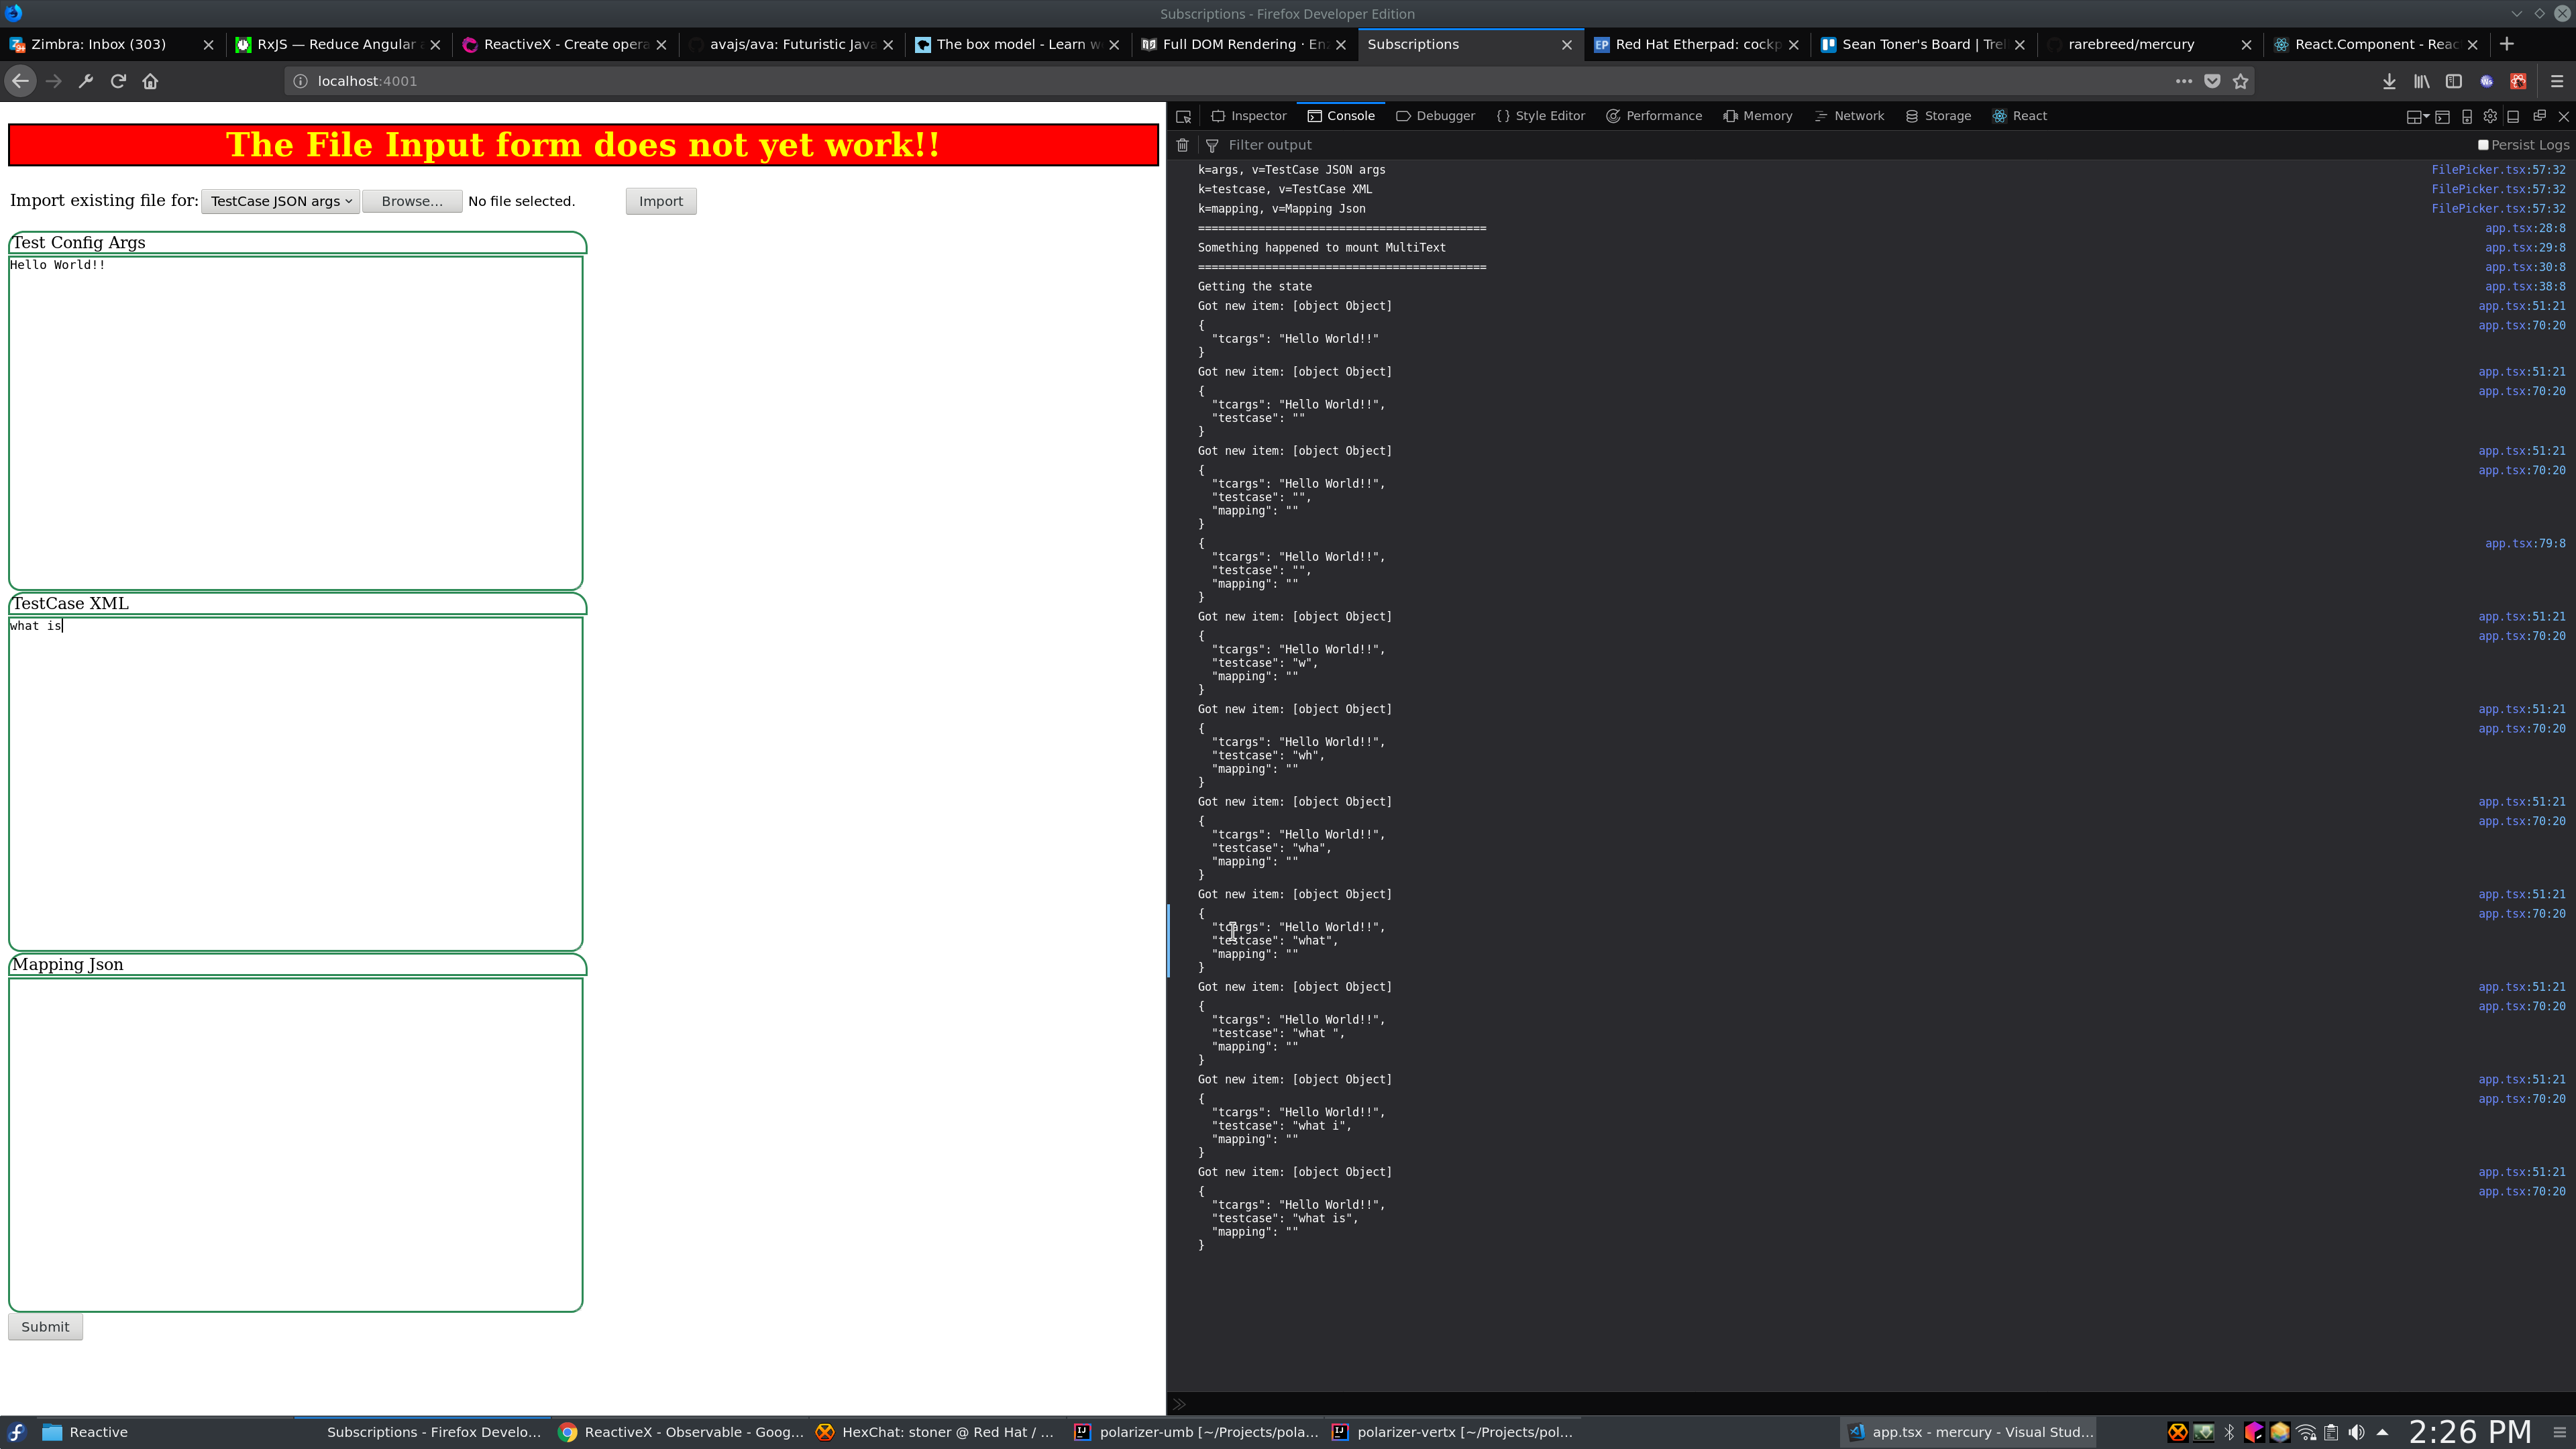 Subscriptions - Firefox Developer Edition
Zimbra: Inbox (303)
RxJS — Reduce Angular
ReactiveX - Create opera
avajs/ava: Futuristic Java
The box model - Learn w
Full DOM Rendering · En
Subscriptions
Red Hat Etherpad: cockp
Sean Toner's Board | Trel
rarebreed/mercury
React.Component - Reac
localhost:4001
The File Input form does not yet work!!
Import existing file for: TestCase JSON args Browse... No file selected. Import
Test Config Args
Hello World!!
TestCase XML
what is
Mapping Json
Submit
Inspector Console Debugger { } Style Editor Performance Memory Network Storage React
Filter output Persist Logs
k=args, v=TestCase JSON args FilePicker.tsx:57:32
k=testcase, v=TestCase XML FilePicker.tsx:57:32
k=mapping, v=Mapping Json FilePicker.tsx:57:32
=========================================== app.tsx:28:8
Something happened to mount MultiText app.tsx:29:8
=========================================== app.tsx:30:8
Getting the state app.tsx:38:8
Got new item: [object Object] app.tsx:51:21
{ app.tsx:70:20
"tcargs": "Hello World!!"
}
Got new item: [object Object] app.tsx:51:21
{ app.tsx:70:20
"tcargs": "Hello World!!",
"testcase": ""
}
Got new item: [object Object] app.tsx:51:21
{ app.tsx:70:20
"tcargs": "Hello World!!",
"testcase": "",
"mapping": ""
}
{ app.tsx:79:8
"tcargs": "Hello World!!",
"testcase": "",
"mapping": ""
}
Got new item: [object Object] app.tsx:51:21
{ app.tsx:70:20
"tcargs": "Hello World!!",
"testcase": "w",
"mapping": ""
}
Got new item: [object Object] app.tsx:51:21
{ app.tsx:70:20
"tcargs": "Hello World!!",
"testcase": "wh",
"mapping": ""
}
Got new item: [object Object] app.tsx:51:21
{ app.tsx:70:20
"tcargs": "Hello World!!",
"testcase": "wha",
"mapping": ""
}
Got new item: [object Object] app.tsx:51:21
{ app.tsx:70:20
"tcargs": "Hello World!!",
"testcase": "what",
"mapping": ""
}
Got new item: [object Object] app.tsx:51:21
{ app.tsx:70:20
"tcargs": "Hello World!!",
"testcase": "what ",
"mapping": ""
}
Got new item: [object Object] app.tsx:51:21
{ app.tsx:70:20
"tcargs": "Hello World!!",
"testcase": "what i",
"mapping": ""
}
Got new item: [object Object] app.tsx:51:21
{ app.tsx:70:20
"tcargs": "Hello World!!",
"testcase": "what is",
"mapping": ""
}
Reactive
Subscriptions - Firefox Develo...
ReactiveX - Observable - Goog...
HexChat: stoner @ Red Hat / ...
polarizer-umb [~/Projects/pola...
polarizer-vertx [~/Projects/pol...
app.tsx - mercury - Visual Stud...
2:26 PM